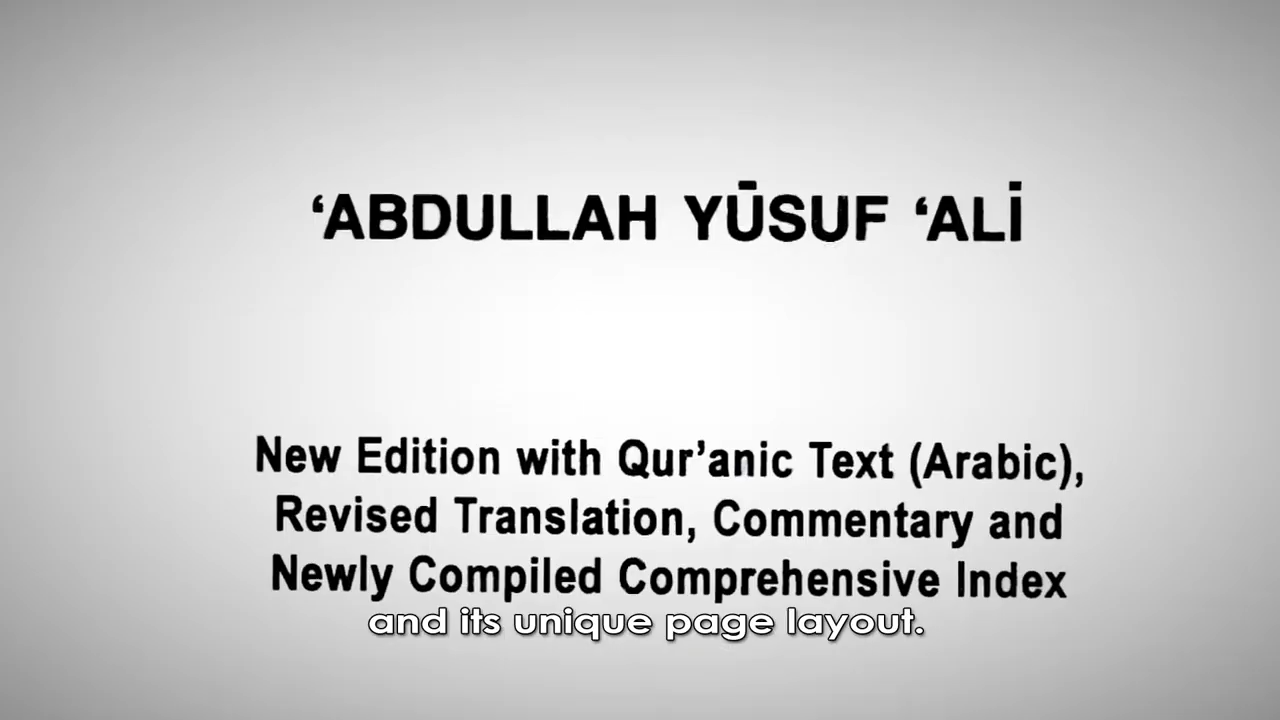 ‘ABDULLAH YŪSUF ‘ALİ
New Edition with Qur’anic Text (Arabic),
Revised Translation, Commentary and
Newly Compiled Comprehensive Index
and its unique page layout.